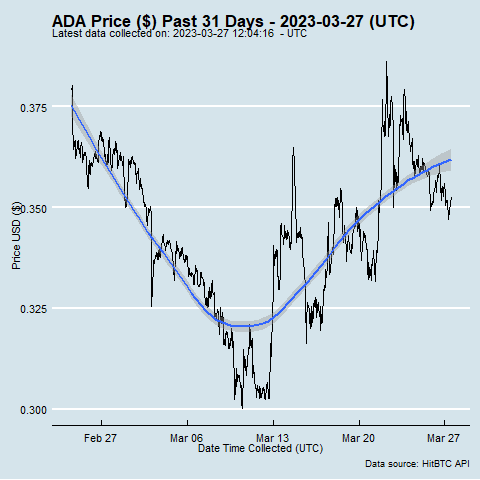 ADA Price ($) Past 31 Days - 2023-03-27 (UTC)
Latest data collected on: 2023-03-27 12:04:16  - UTC
Price USD ($)
0.375
0.350
0.325
0.300
Feb 27 Mar 06 Mar 13 Mar 20 Mar 27
Date Time Collected (UTC)
Data source: HitBTC API